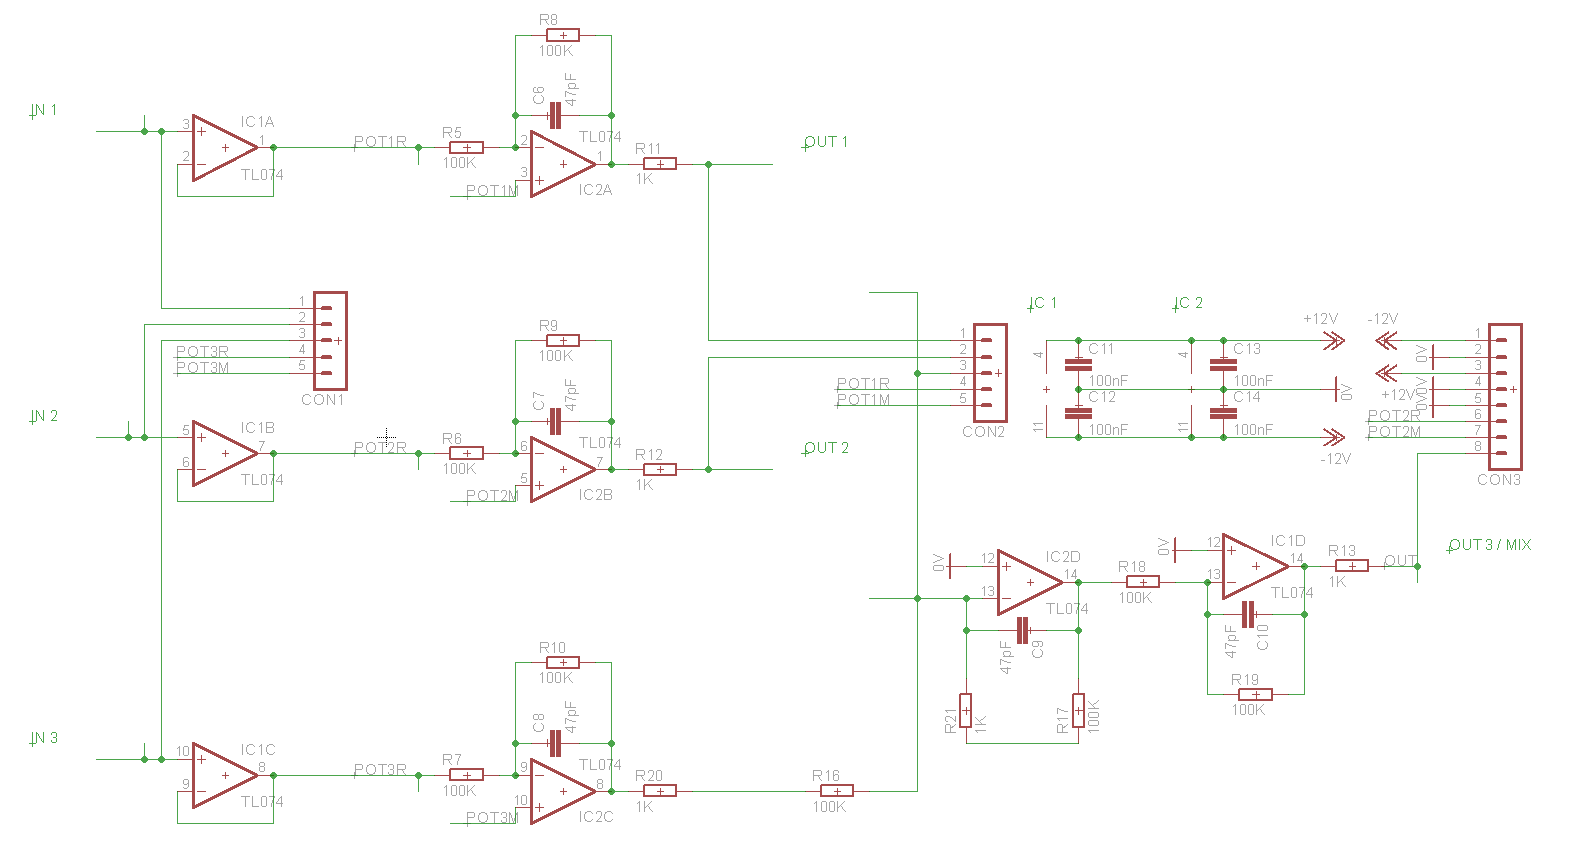 R8
100K
C6
47pF
IN 1
3
IC1A
1
2
TL074
POT1R
R5
100K
2
TL074
1
3
POT1M
IC2A
R11
1K
OUT 1
1
2
3
4
5
POT3R
POT3M
CON1
R9
100K
C7
47pF
IN 2
5
IC1B
7
6
TL074
POT2R
R6
100K
6
TL074
7
5
POT2M
IC2B
R12
1K
OUT 2
1
2
3
4
5
POT1R
POT1M
CON2
IC 1
IC 2
4
C11
100nF
C12
100nF
11
4
C13
100nF
C14
100nF
11
+12V
-12V
0V
-12V
+12V
0V
0V
1
2
3
4
5
6
7
8
POT2R
POT2M
CON3
0V
12
IC2D
14
13
TL074
47pF
C9
R21
1K
R17
100K
R18
100K
0V
12
IC1D
14
13
TL074
47pF
C10
R19
100K
R13
1K
OUT
OUT 3 / MIX
R10
100K
C8
47pF
IN 3
10
IC1C
8
9
TL074
POT3R
R7
100K
9
TL074
8
10
POT3M
IC2C
R20
1K
R16
100K